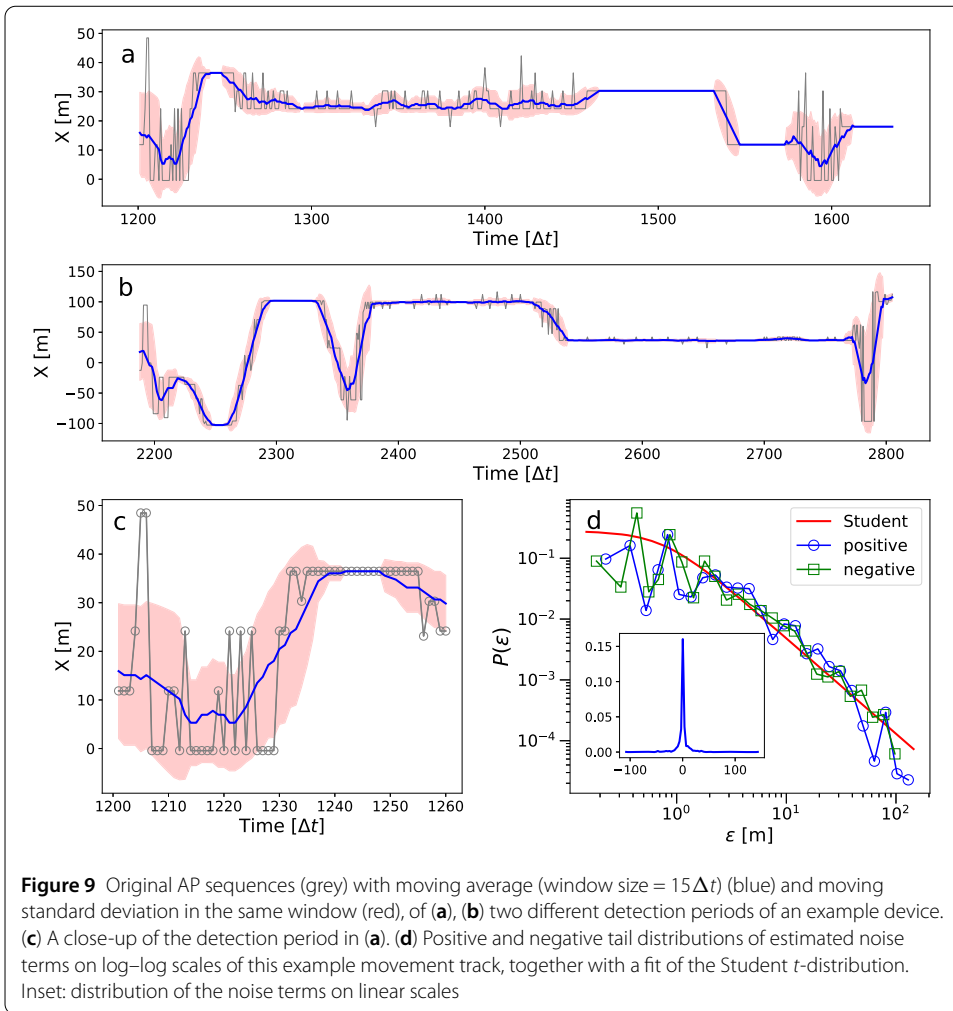 a
50
40
30
20
10
0
X [m]
1200 1300 1400 1500 1600
Time [Δt]
b
150
100
50
0
−50
−100
X [m]
2200 2300 2400 2500 2600 2700 2800
Time [Δt]
c
50
40
30
20
10
0
X [m]
1200 1210 1220 1230 1240 1250 1260
Time [Δt]
d
Student
positive
negative
10⁻¹
10⁻²
10⁻³
10⁻⁴
P(ε)
0.15
0.10
0.05
0.00
−100 0 100
10⁰ 10¹ 10²
ε [m]
Figure 9 Original AP sequences (grey) with moving average (window size = 15Δt) (blue) and moving
standard deviation in the same window (red), of (a), (b) two different detection periods of an example device.
(c) A close-up of the detection period in (a). (d) Positive and negative tail distributions of estimated noise
terms on log–log scales of this example movement track, together with a fit of the Student t-distribution.
Inset: distribution of the noise terms on linear scales